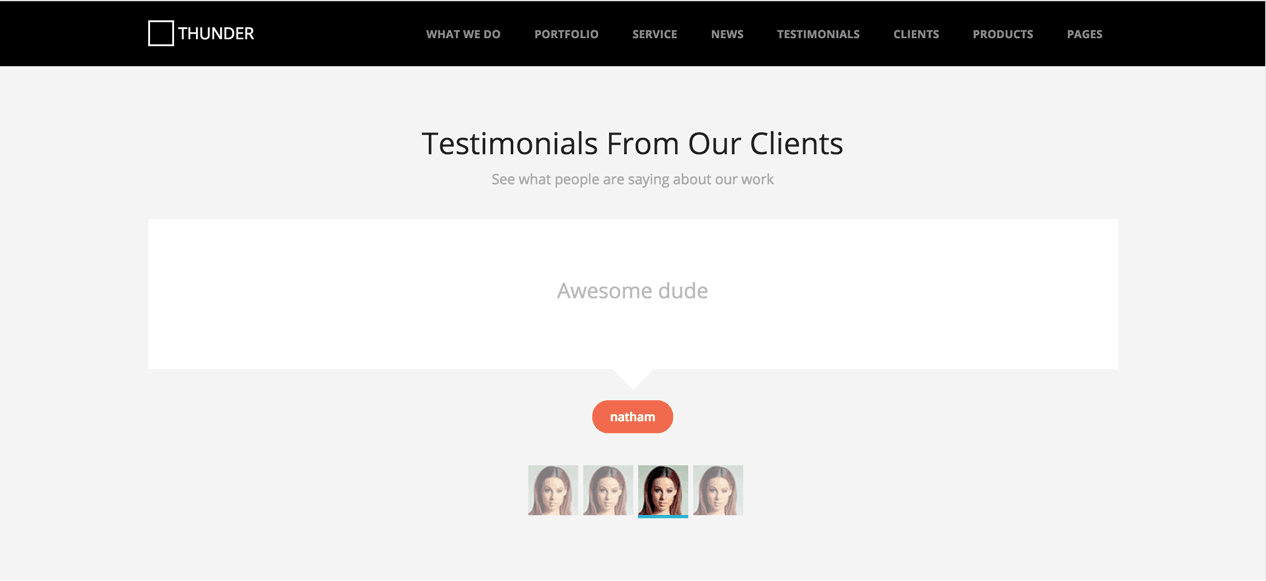 THUNDER
WHAT WE DO PORTFOLIO SERVICE NEWS TESTIMONIALS CLIENTS PRODUCTS PAGES
Testimonials From Our Clients
See what people are saying about our work
Awesome dude
natham